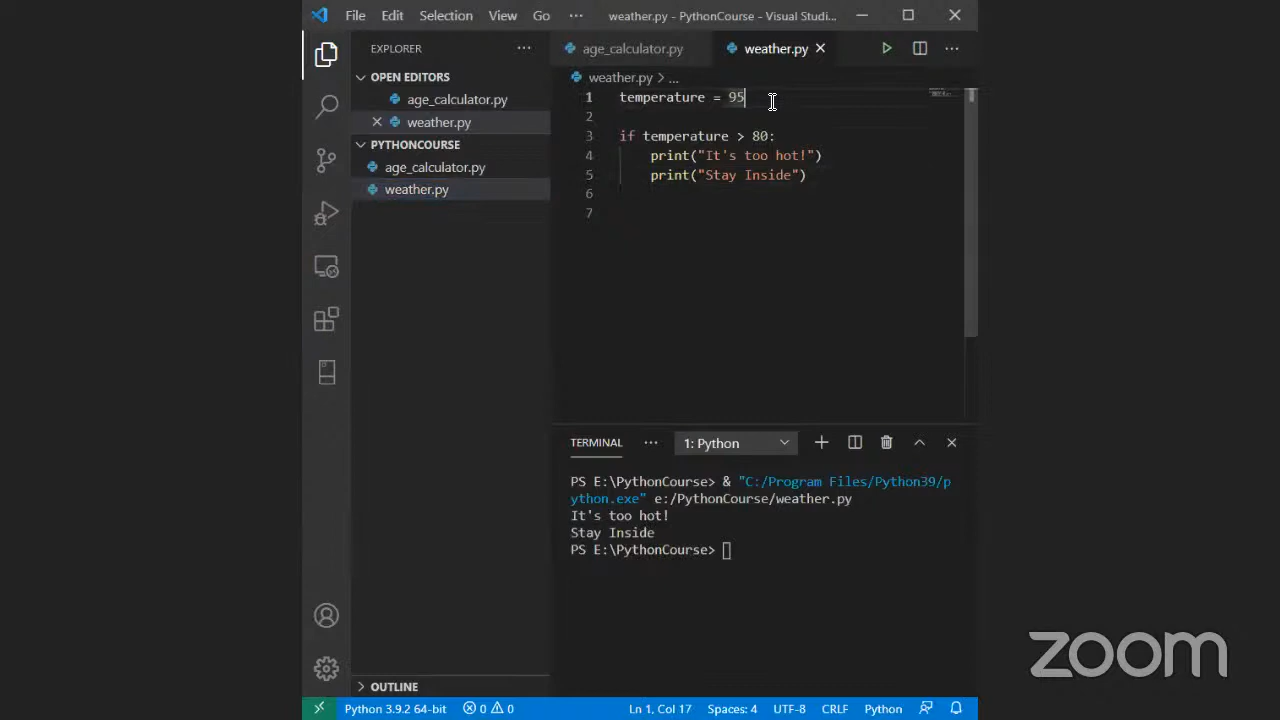 File Edit Selection View Go ··· weather.py - PythonCourse - Visual Studi...
EXPLORER ···
OPEN EDITORS
age_calculator.py
weather.py
PYTHONCOURSE
age_calculator.py
weather.py
OUTLINE
age_calculator.py weather.py ···
weather.py > ...
1 temperature = 95
2
3 if temperature > 80:
4 print("It's too hot!")
5 print("Stay Inside")
6
7
TERMINAL ··· 1: Python
PS E:\PythonCourse> & "C:/Program Files/Python39/p
ython.exe" e:/PythonCourse/weather.py
It's too hot!
Stay Inside
PS E:\PythonCourse>
Python 3.9.2 64-bit 0 0 Ln 1, Col 17 Spaces: 4 UTF-8 CRLF Python
zoom